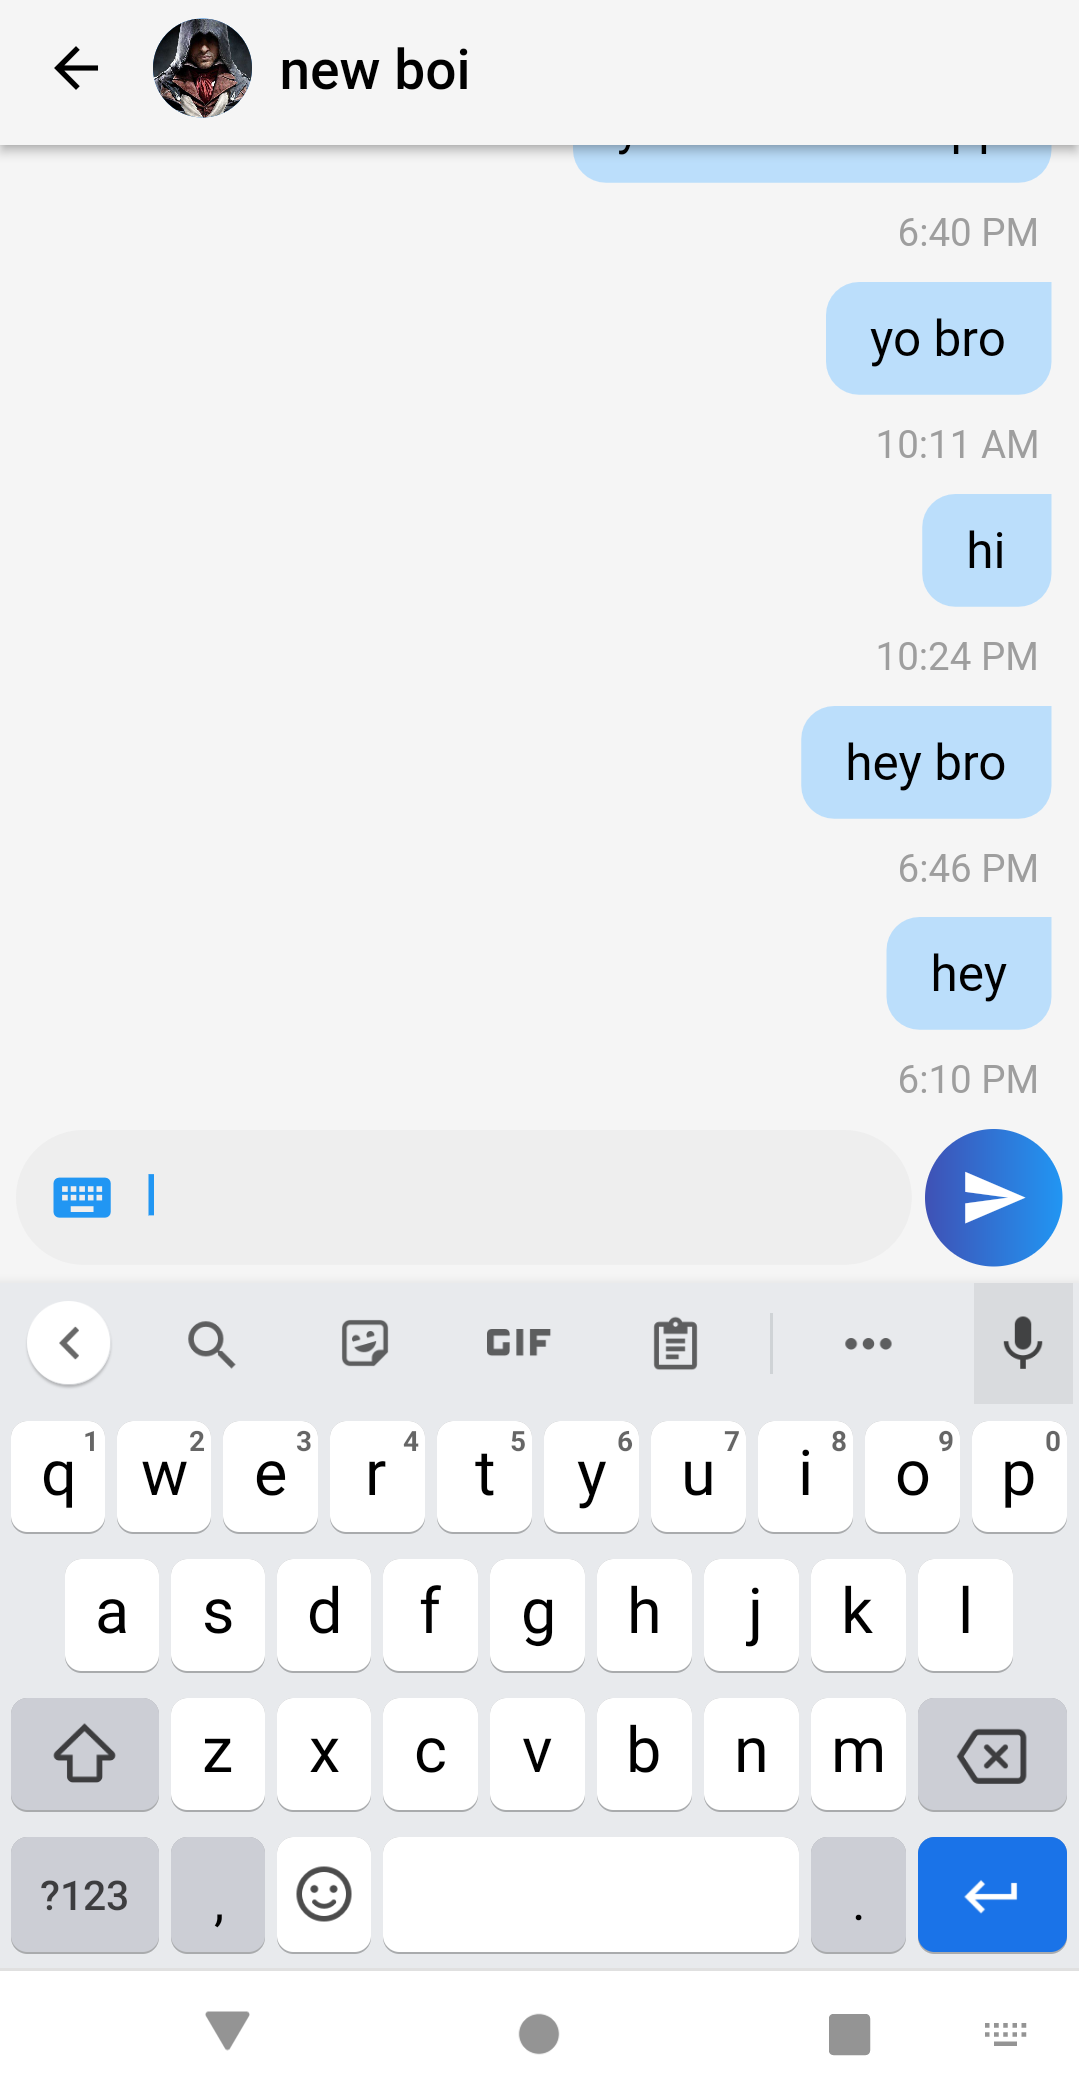 new boi
6:40 PM
yo bro
10:11 AM
hi
10:24 PM
hey bro
6:46 PM
hey
6:10 PM
GIF
q 1 w 2 e 3 r 4 t 5 y 6 u 7 i 8 o 9 p 0
a s d f g h j k l
z x c v b n m
?123 , .